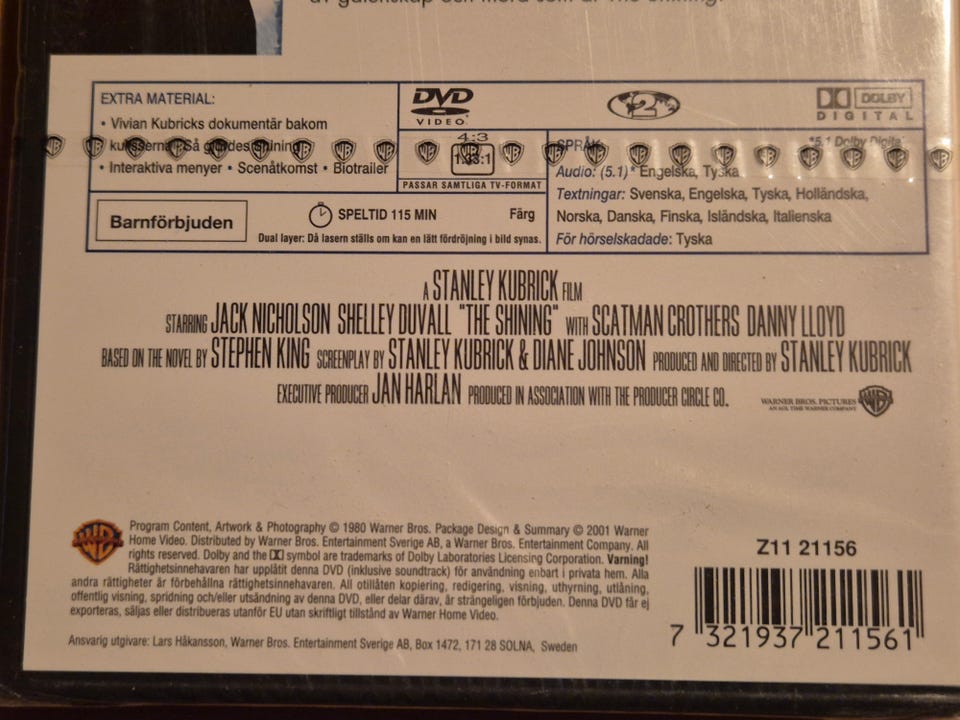 av galenskap och mord som är The Shining.
EXTRA MATERIAL:
• Vivian Kubricks dokumentär bakom
kulisserna: Så gjordes Shining
• Interaktiva menyer • Scenåtkomst • Biotrailer
Barnförbjuden
DVD
VIDEO
4:3
1.33:1
PASSAR SAMTLIGA TV-FORMAT
SPELTID 115 MIN Färg
Dual layer: Då lasern ställs om kan en lätt fördröjning i bild synas.
2
DOLBY
DIGITAL
SPRÅK *5.1 Dolby Digital
Audio: (5.1)* Engelska, Tyska
Textningar: Svenska, Engelska, Tyska, Holländska,
Norska, Danska, Finska, Isländska, Italienska
För hörselskadade: Tyska
A STANLEY KUBRICK FILM
STARRING JACK NICHOLSON SHELLEY DUVALL "THE SHINING" WITH SCATMAN CROTHERS DANNY LLOYD
BASED ON THE NOVEL BY STEPHEN KING SCREENPLAY BY STANLEY KUBRICK & DIANE JOHNSON PRODUCED AND DIRECTED BY STANLEY KUBRICK
EXECUTIVE PRODUCER JAN HARLAN PRODUCED IN ASSOCIATION WITH THE PRODUCER CIRCLE CO.
WARNER BROS. PICTURES
AN AOL TIME WARNER COMPANY
Program Content, Artwork & Photography © 1980 Warner Bros. Package Design & Summary © 2001 Warner
Home Video. Distributed by Warner Bros. Entertainment Sverige AB, a Warner Bros. Entertainment Company. All
rights reserved. Dolby and the DD symbol are trademarks of Dolby Laboratories Licensing Corporation. Varning!
Rättighetsinnehavaren har upplåtit denna DVD (inklusive soundtrack) för användning enbart i privata hem. Alla
andra rättigheter är förbehållna rättighetsinnehavaren. All otillåten kopiering, redigering, visning, uthyrning, utlåning,
offentlig visning, spridning och/eller utsändning av denna DVD, eller delar därav, är strängeligen förbjuden. Denna DVD får ej
exporteras, säljas eller distribueras utanför EU utan skriftligt tillstånd av Warner Home Video.
Ansvarig utgivare: Lars Håkansson, Warner Bros. Entertainment Sverige AB, Box 1472, 171 28 SOLNA, Sweden
Z11 21156
7 321937 211561